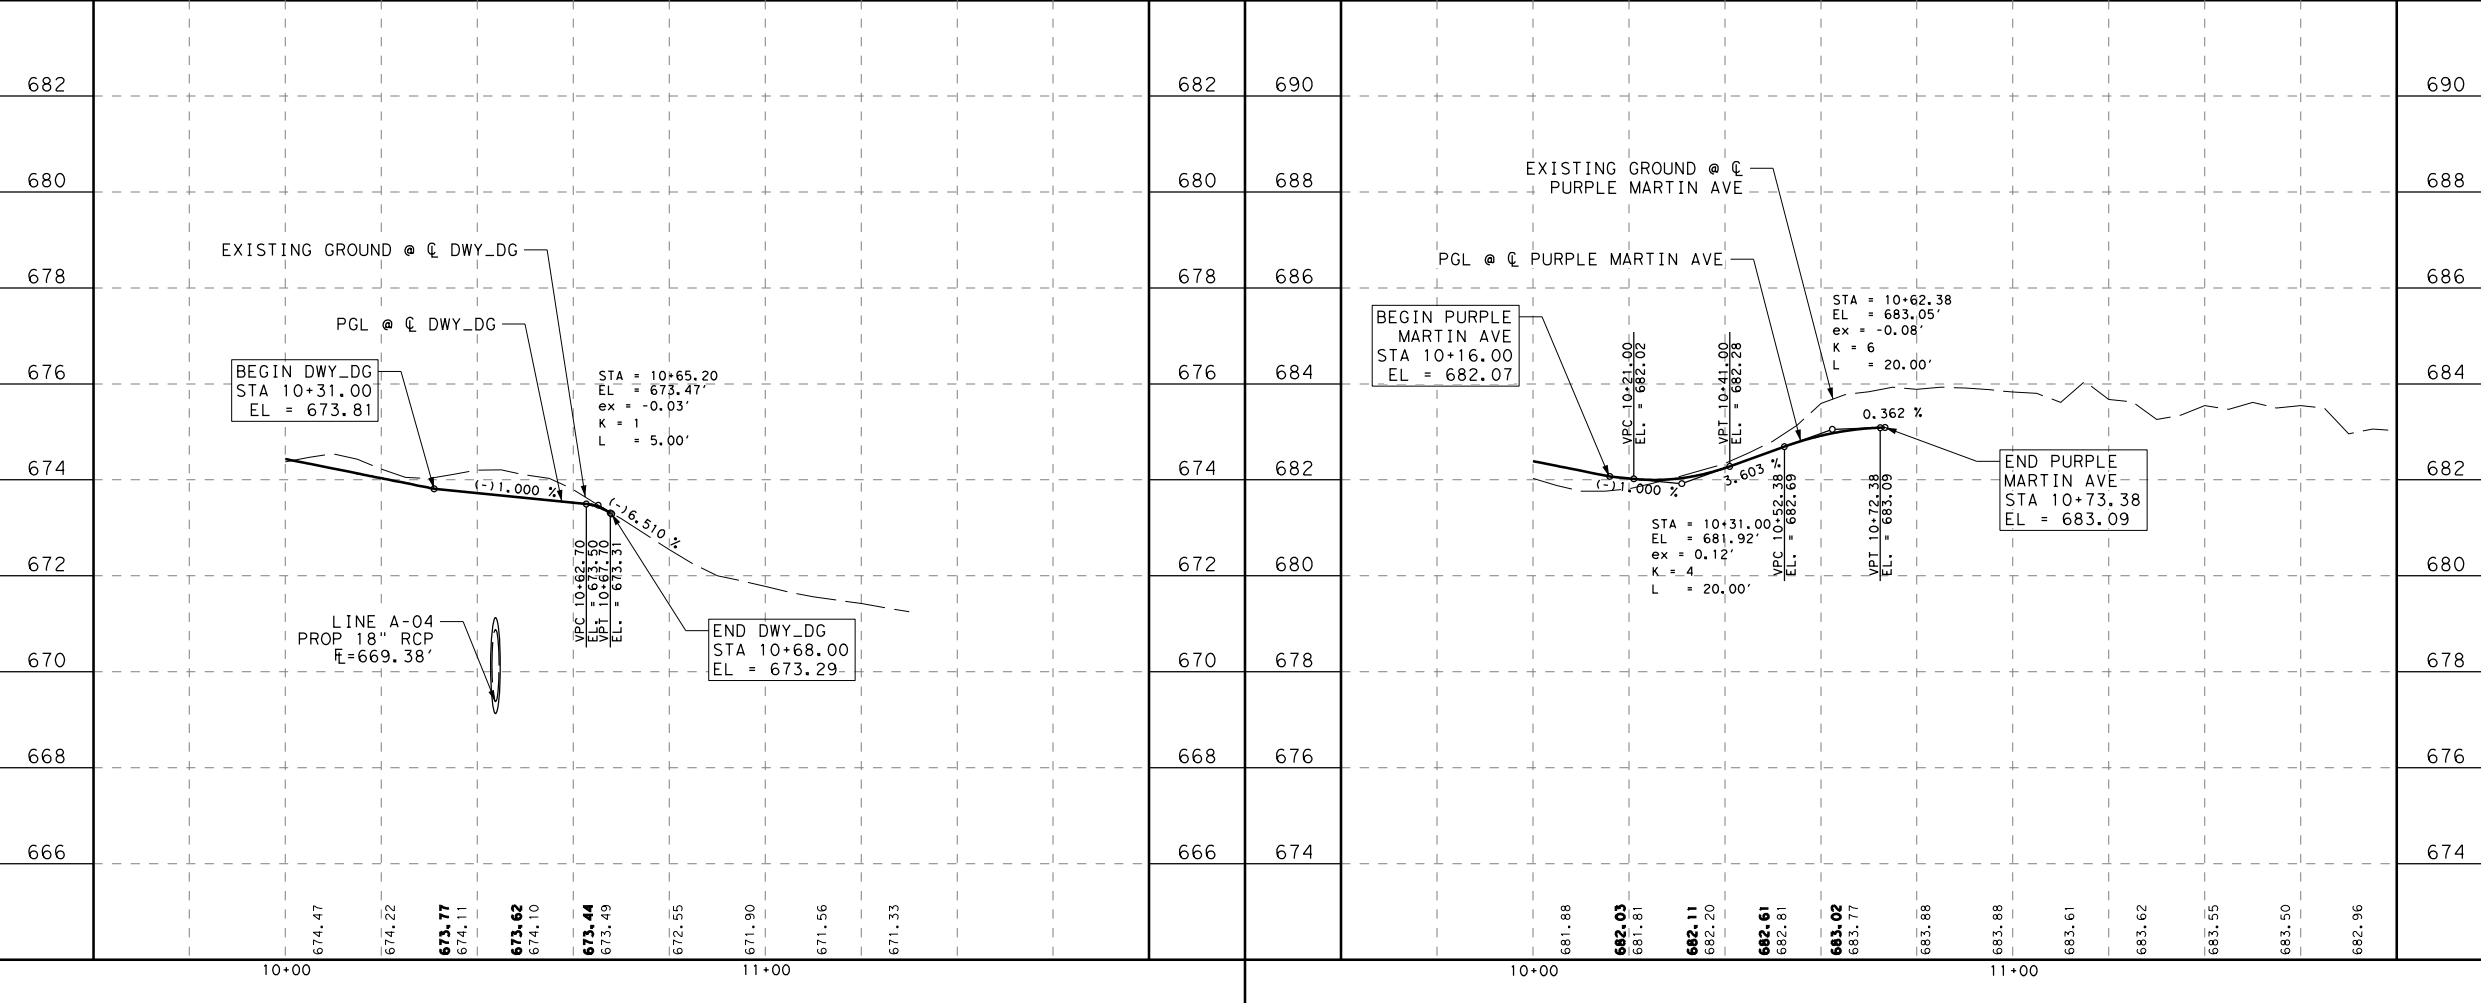 682
680
678
676
674
672
670
668
666
EXISTING GROUND @ ℄ DWY_DG
PGL @ ℄ DWY_DG
BEGIN DWY_DG
STA 10+31.00
EL = 673.81
STA = 10+65.20
EL = 673.47'
ex = -0.03'
K = 1
L = 5.00'
(-)1.000 %
(-)6.510 %
VPC 10+62.70
EL. = 673.50
VPT 10+67.70
EL. = 673.31
LINE A-04
PROP 18" RCP
=669.38'
END DWY_DG
STA 10+68.00
EL = 673.29
674.47
674.22
673.77
674.11
673.62
674.10
673.44
673.49
672.55
671.90
671.56
671.33
10+00
11+00
682
680
678
676
674
672
670
668
666
690
688
686
684
682
680
678
676
674
EXISTING GROUND @ ℄
PURPLE MARTIN AVE
PGL @ ℄ PURPLE MARTIN AVE
BEGIN PURPLE
MARTIN AVE
STA 10+16.00
EL = 682.07
VPC 10+21.00
EL. = 682.02
VPT 10+41.00
EL. = 682.28
STA = 10+62.38
EL = 683.05'
ex = -0.08'
K = 6
L = 20.00'
0.362 %
(-)1.000 %
3.603 %
STA = 10+31.00
EL = 681.92'
ex = 0.12'
K = 4
L = 20.00'
VPC 10+52.38
EL. = 682.69
VPT 10+72.38
EL. = 683.09
END PURPLE
MARTIN AVE
STA 10+73.38
EL = 683.09
681.88
682.03
681.81
682.11
682.20
682.61
682.81
683.02
683.77
683.88
683.88
683.61
683.62
683.55
683.50
682.96
10+00
11+00
690
688
686
684
682
680
678
676
674